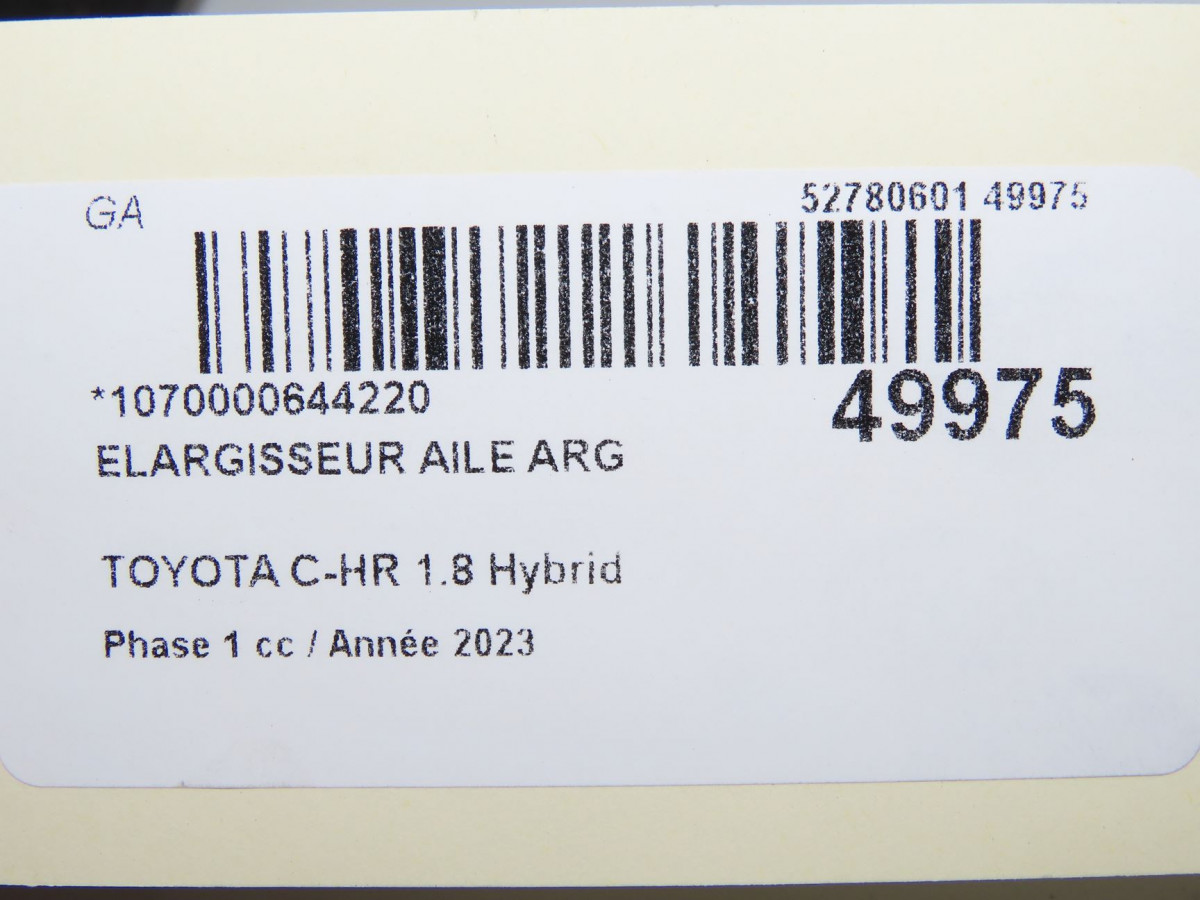 GA
52780601 49975
*1070000644220
49975
ELARGISSEUR AILE ARG
TOYOTA C-HR 1.8 Hybrid
Phase 1 cc / Année 2023